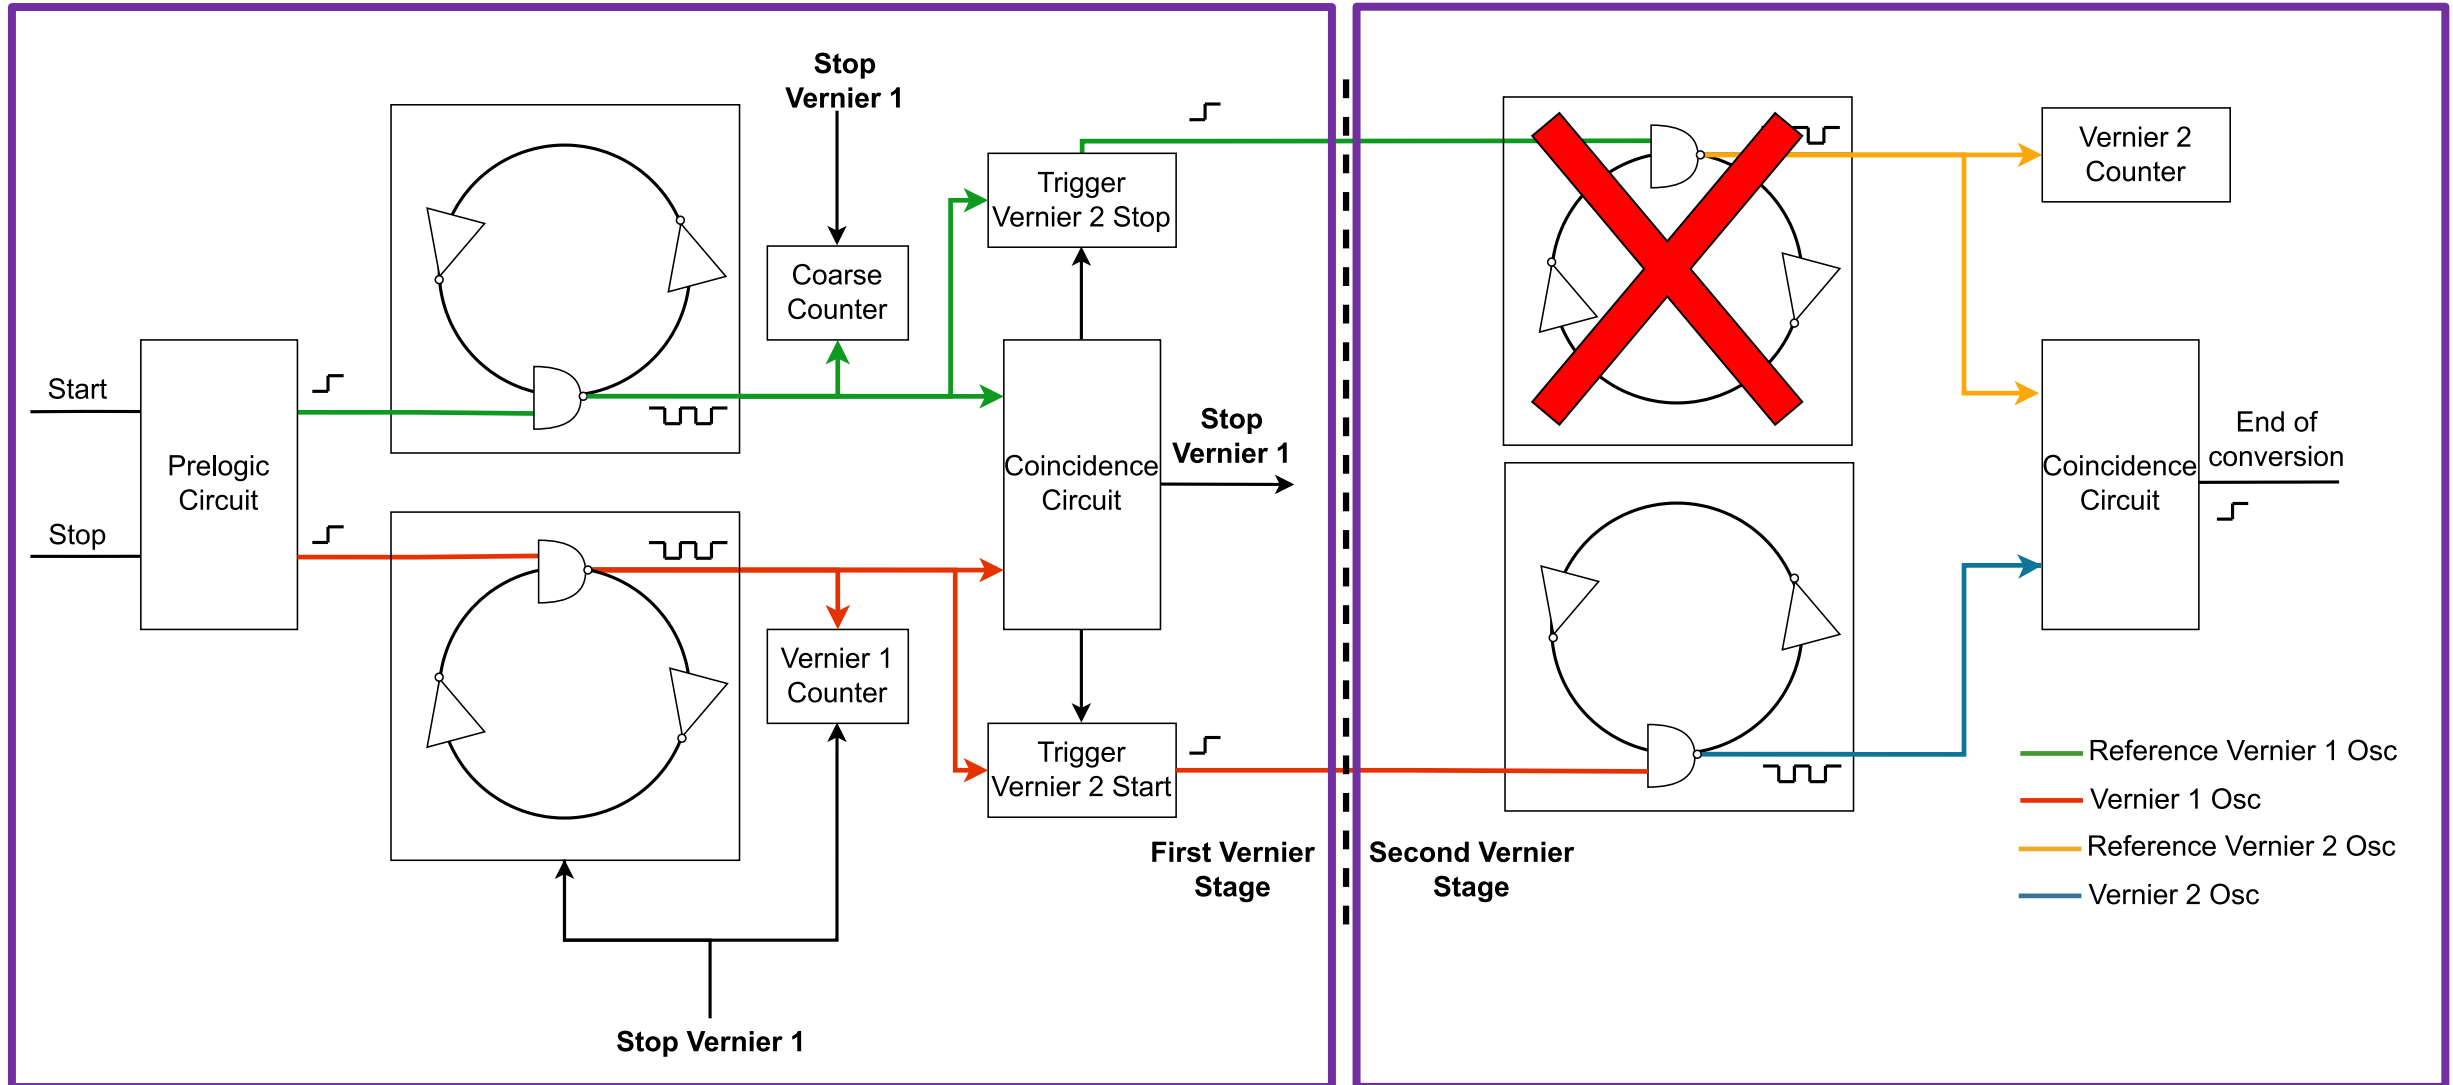 Stop
Vernier 1
Start
Stop
Prelogic
Circuit
Coarse
Counter
Vernier 1
Counter
Trigger
Vernier 2 Stop
Coincidence
Circuit
Stop
Vernier 1
Trigger
Vernier 2 Start
First Vernier
Stage
Stop Vernier 1
Second Vernier
Stage
Vernier 2
Counter
Coincidence
Circuit
End of
conversion
Reference Vernier 1 Osc
Vernier 1 Osc
Reference Vernier 2 Osc
Vernier 2 Osc